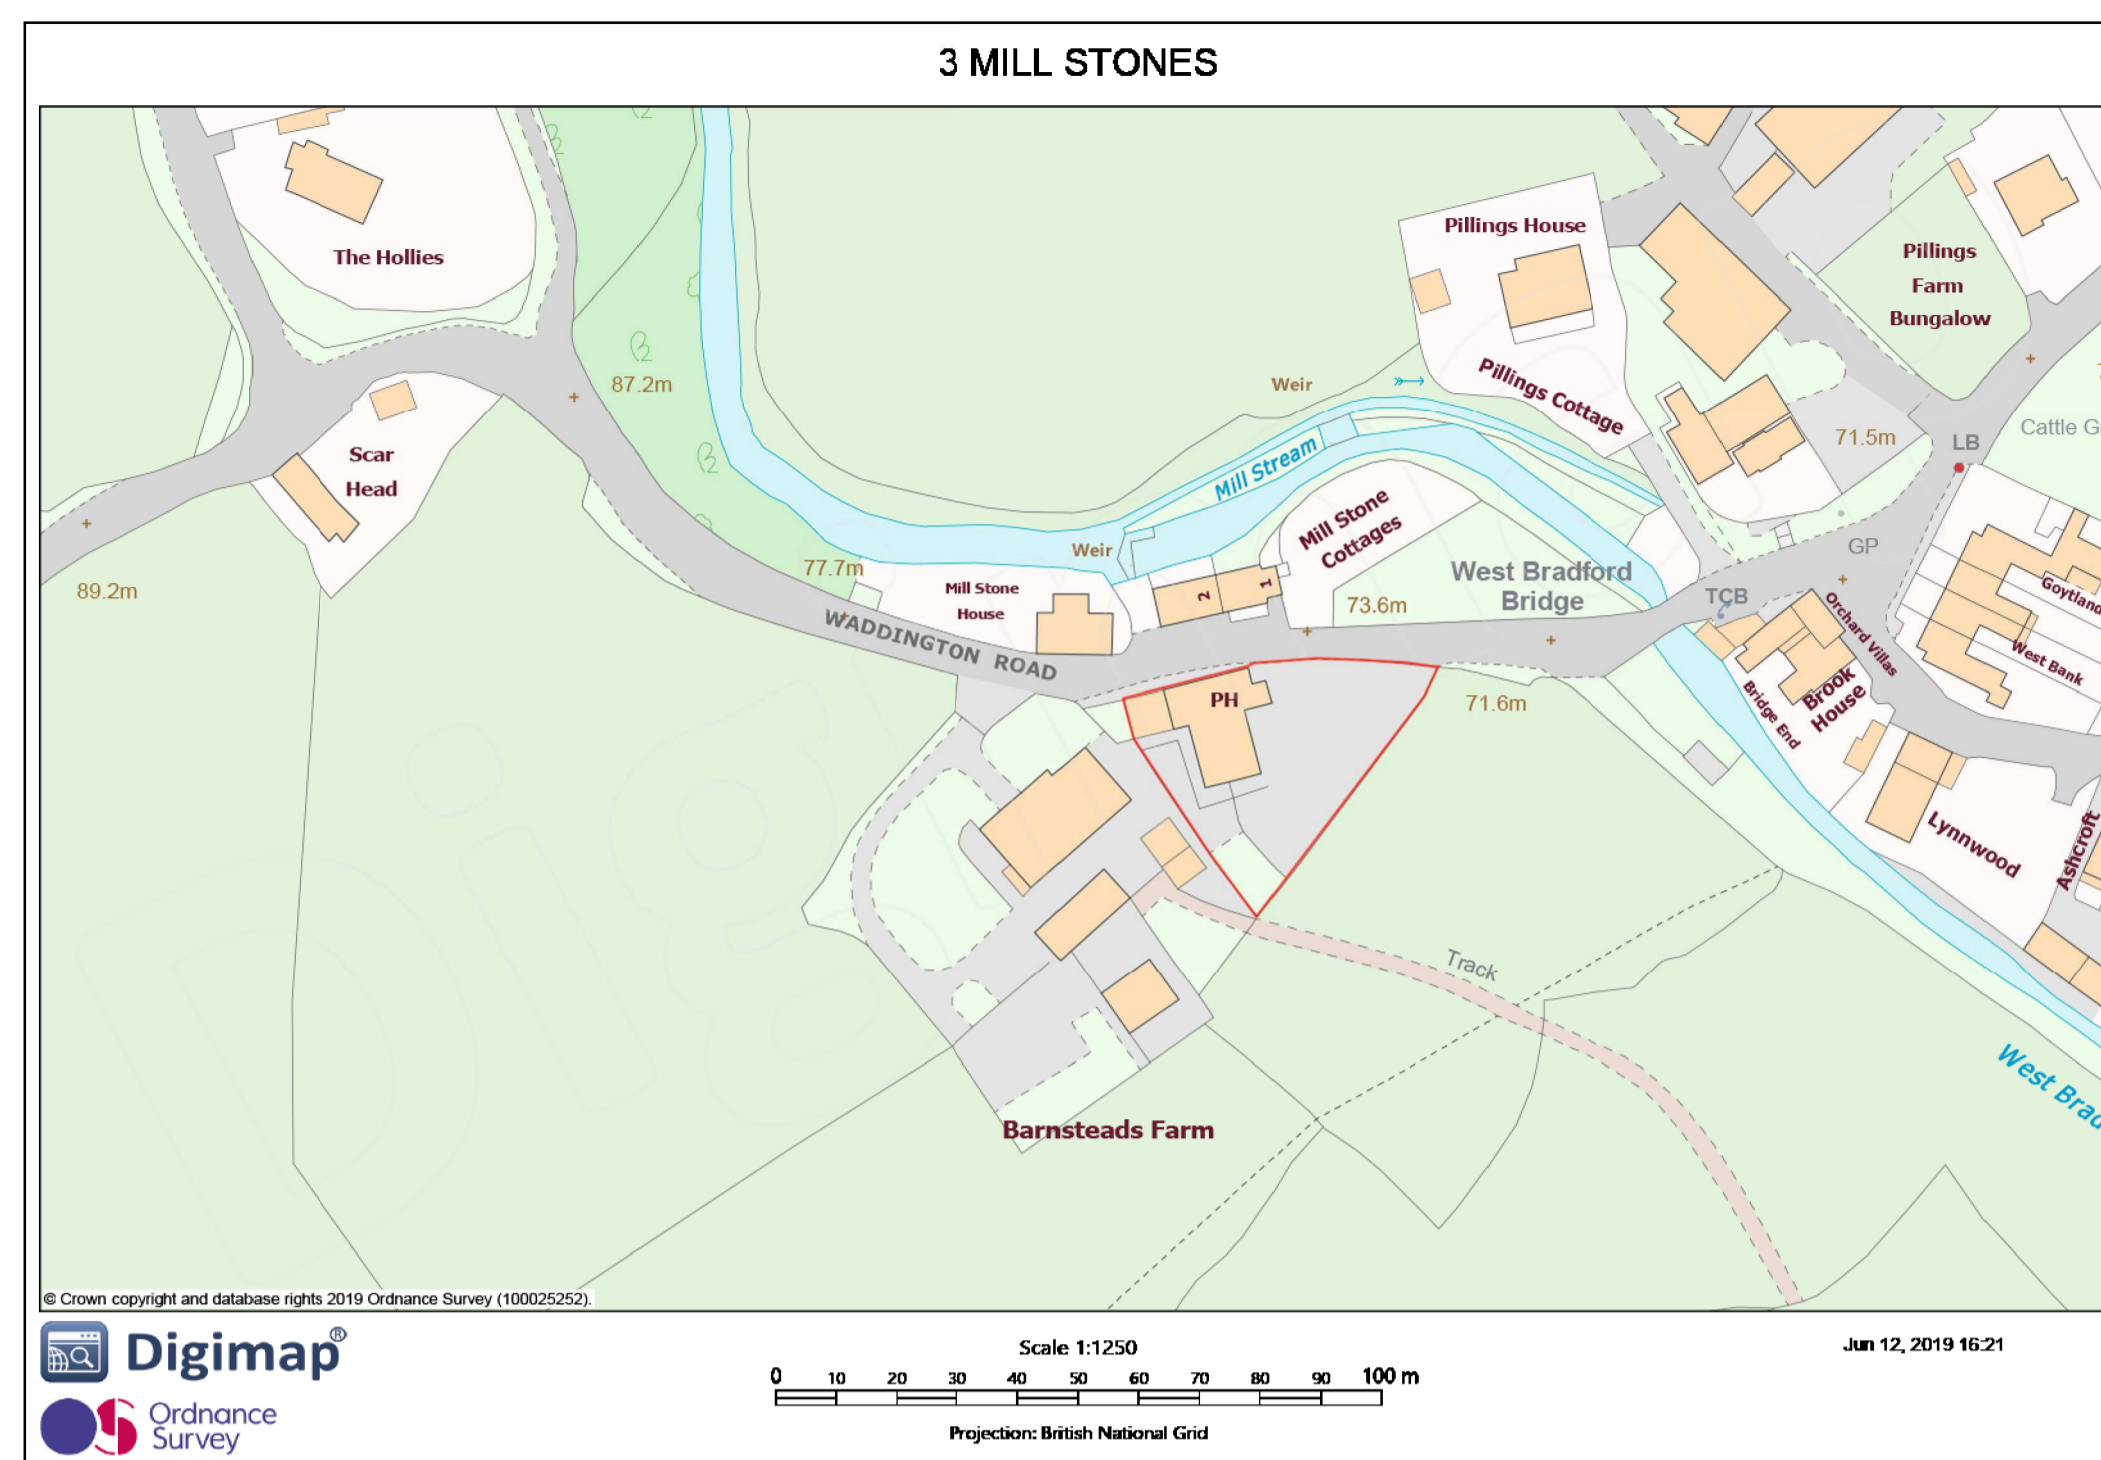 3 MILL STONES
The Hollies
Pillings House
Pillings
Farm
Bungalow
87.2m
Weir
Pillings Cottage
Cattle G
71.5m
LB
Scar
Head
Mill Stream
Mill Stone
Cottages
Weir
GP
77.7m
89.2m
Mill Stone
House
2
1
West Bradford
Bridge
73.6m
TCB
Goytland
Orchard Villas
West Bank
WADDINGTON ROAD
PH
71.6m
Brook
House
Bridge End
Lynnwood
Ashcroft
Track
West Brad
Barnsteads Farm
© Crown copyright and database rights 2019 Ordnance Survey (100025252).
Digimap®
Ordnance
Survey
Scale 1:1250
0 10 20 30 40 50 60 70 80 90 100 m
Projection: British National Grid
Jun 12, 2019 16:21